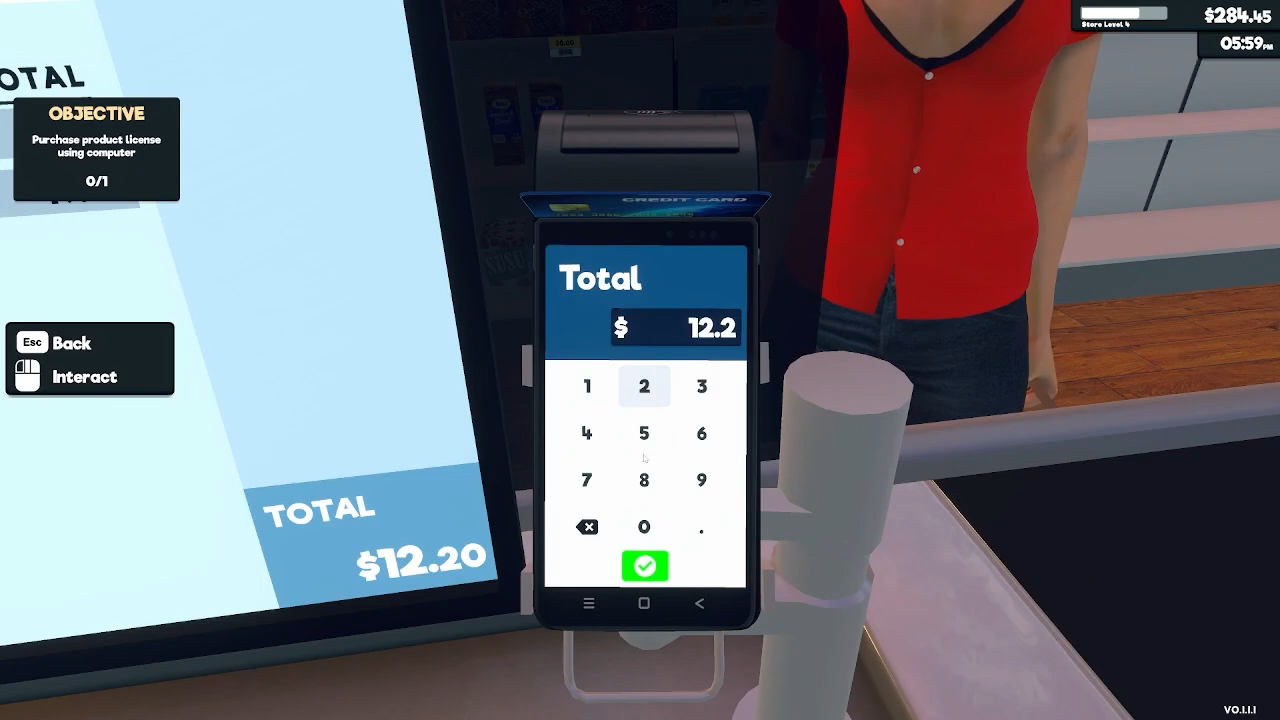 OTAL
OBJECTIVE
Purchase product license
using computer
0/1
Esc Back
Interact
TOTAL
$12.20
CREDIT CARD
Total
$ 12.2
1 2 3
4 5 6
7 8 9
0 .
Store Level 4
$284.45
05:59PM
V0.1.1.1